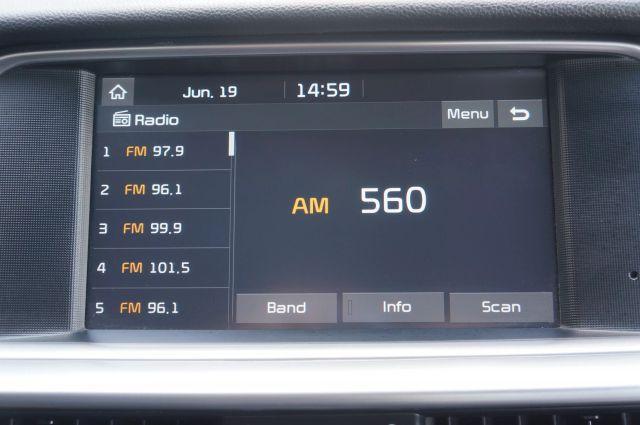 Jun. 19 14:59
Radio Menu
1 FM 97.9
2 FM 96.1
3 FM 99.9
4 FM 101.5
5 FM 96.1
AM 560
Band Info Scan